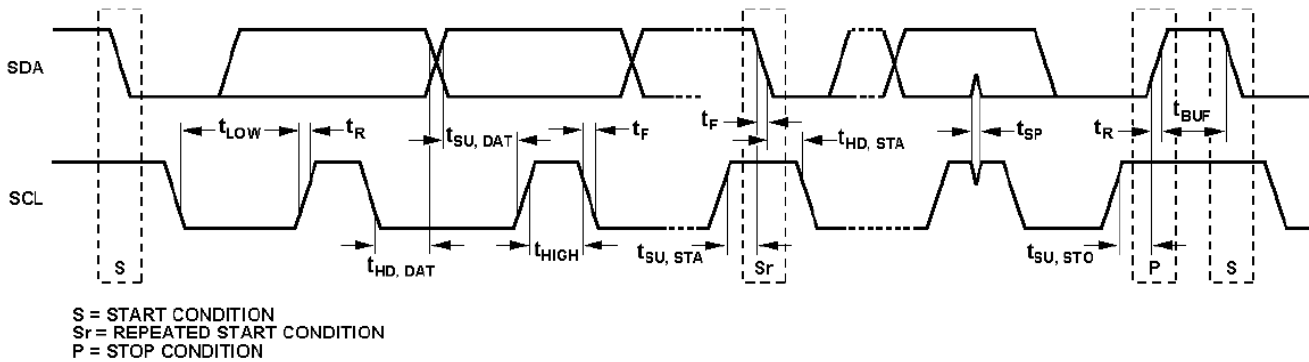 SDA
t_LOW t_R t_SU, DAT t_F t_F t_HD, STA t_SP t_R t_BUF
SCL
S t_HD, DAT t_HIGH t_SU, STA Sr t_SU, STO P S
S = START CONDITION
Sr = REPEATED START CONDITION
P = STOP CONDITION